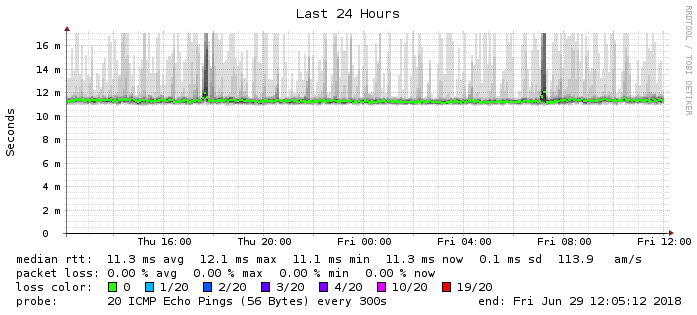 Last 24 Hours
RRDTOOL / TOBI OETIKER
Seconds
16 m
14 m
12 m
10 m
8 m
6 m
4 m
2 m
0
Thu 16:00 Thu 20:00 Fri 00:00 Fri 04:00 Fri 08:00 Fri 12:00
median rtt: 11.3 ms avg 12.1 ms max 11.1 ms min 11.3 ms now 0.1 ms sd 113.9 am/s
packet loss: 0.00 % avg 0.00 % max 0.00 % min 0.00 % now
loss color: 0 1/20 2/20 3/20 4/20 10/20 19/20
probe: 20 ICMP Echo Pings (56 Bytes) every 300s end: Fri Jun 29 12:05:12 2018